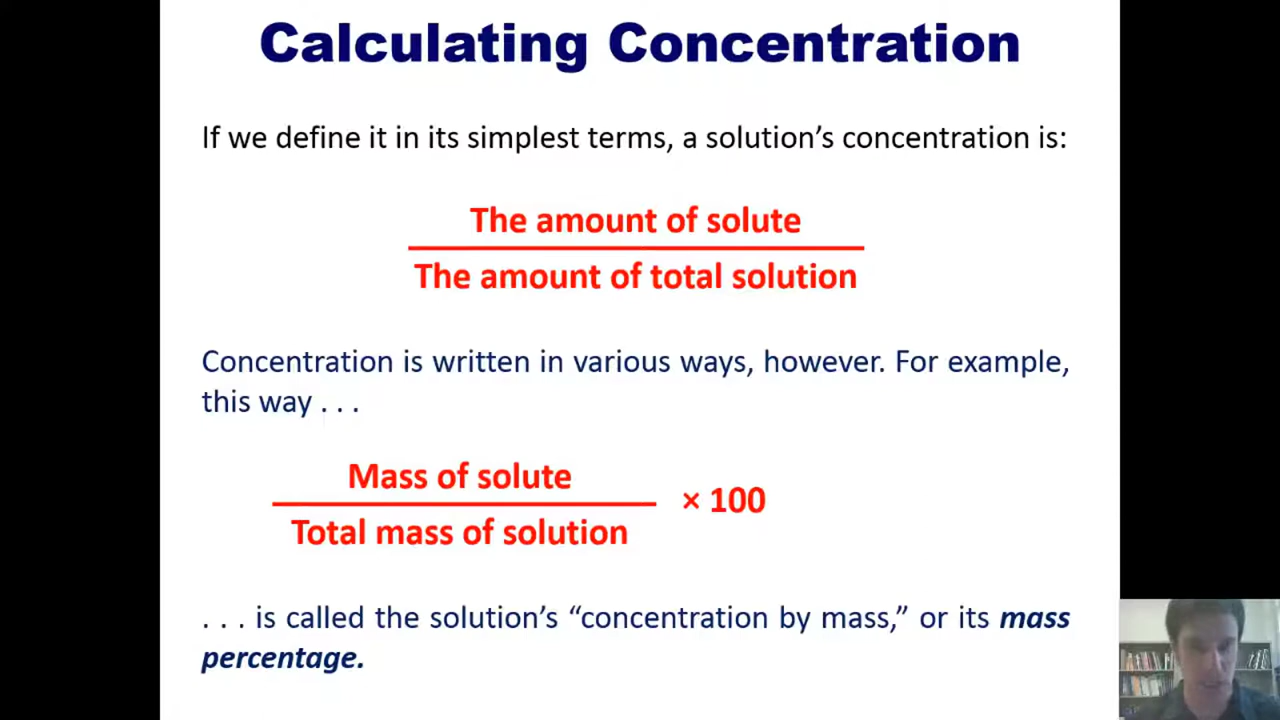 Calculating Concentration
If we define it in its simplest terms, a solution’s concentration is:
The amount of solute
The amount of total solution
Concentration is written in various ways, however. For example,
this way . . .
Mass of solute
Total mass of solution
× 100
. . . is called the solution’s “concentration by mass,” or its mass
percentage.